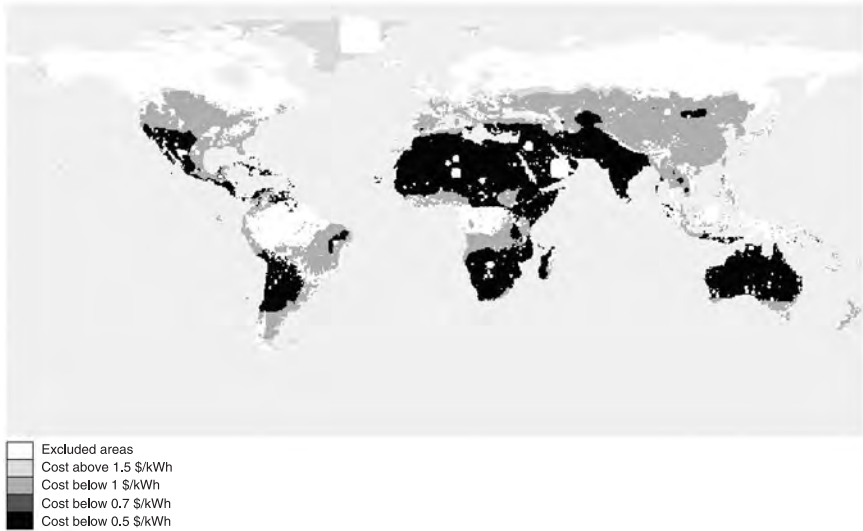 Excluded areas
Cost above 1.5 $/kWh
Cost below 1 $/kWh
Cost below 0.7 $/kWh
Cost below 0.5 $/kWh